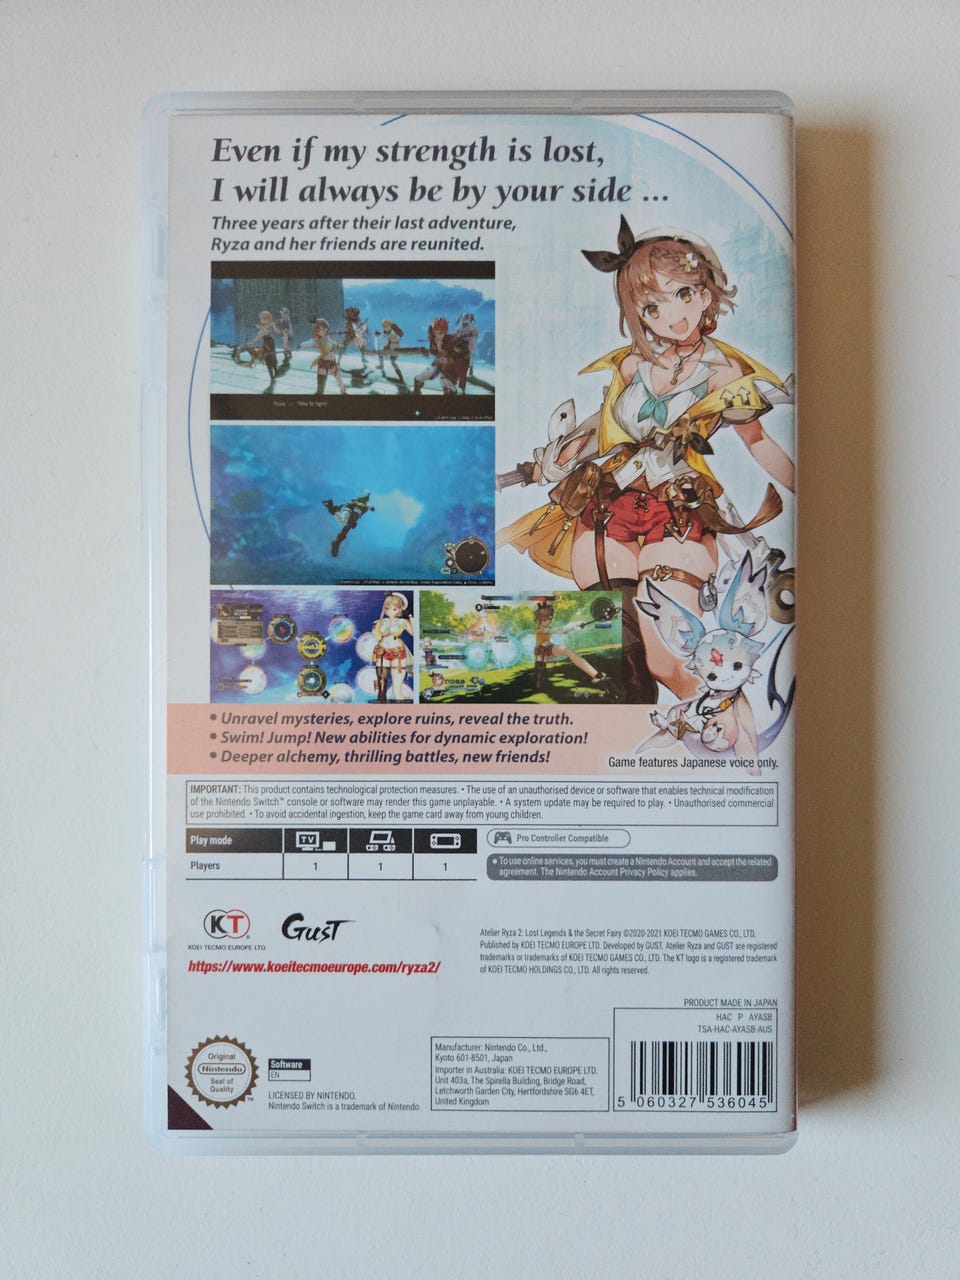 Even if my strength is lost,
I will always be by your side ...
Three years after their last adventure,
Ryza and her friends are reunited.
Ryza Time to fight!
• Unravel mysteries, explore ruins, reveal the truth.
• Swim! Jump! New abilities for dynamic exploration!
• Deeper alchemy, thrilling battles, new friends!
Game features Japanese voice only.
IMPORTANT: This product contains technological protection measures. • The use of an unauthorised device or software that enables technical modification
of the Nintendo Switch™ console or software may render this game unplayable. • A system update may be required to play. • Unauthorised commercial
use prohibited. • To avoid accidental ingestion, keep the game card away from young children.
Play mode
TV
Players 1 1 1
Pro Controller Compatible
• To use online services, you must create a Nintendo Account and accept the related
agreement. The Nintendo Account Privacy Policy applies.
KT
KOEI TECMO EUROPE LTD.
GUST
https://www.koeitecmoeurope.com/ryza2/
Atelier Ryza 2: Lost Legends & the Secret Fairy ©2020-2021 KOEI TECMO GAMES CO., LTD.
Published by KOEI TECMO EUROPE LTD. Developed by GUST. Atelier Ryza and GUST are registered
trademarks or trademarks of KOEI TECMO GAMES CO., LTD. The KT logo is a registered trademark
of KOEI TECMO HOLDINGS CO., LTD. All rights reserved.
PRODUCT MADE IN JAPAN
HAC P AYASB
TSA-HAC-AYASB-AUS
Original
Nintendo
Seal of
Quality
TM
Software
EN
LICENSED BY NINTENDO.
Nintendo Switch is a trademark of Nintendo.
Manufacturer: Nintendo Co., Ltd.,
Kyoto 601-8501, Japan
Importer in Australia: KOEI TECMO EUROPE LTD.
Unit 403a, The Spirella Building, Bridge Road,
Letchworth Garden City, Hertfordshire SG6 4ET,
United Kingdom
5 060327 536045